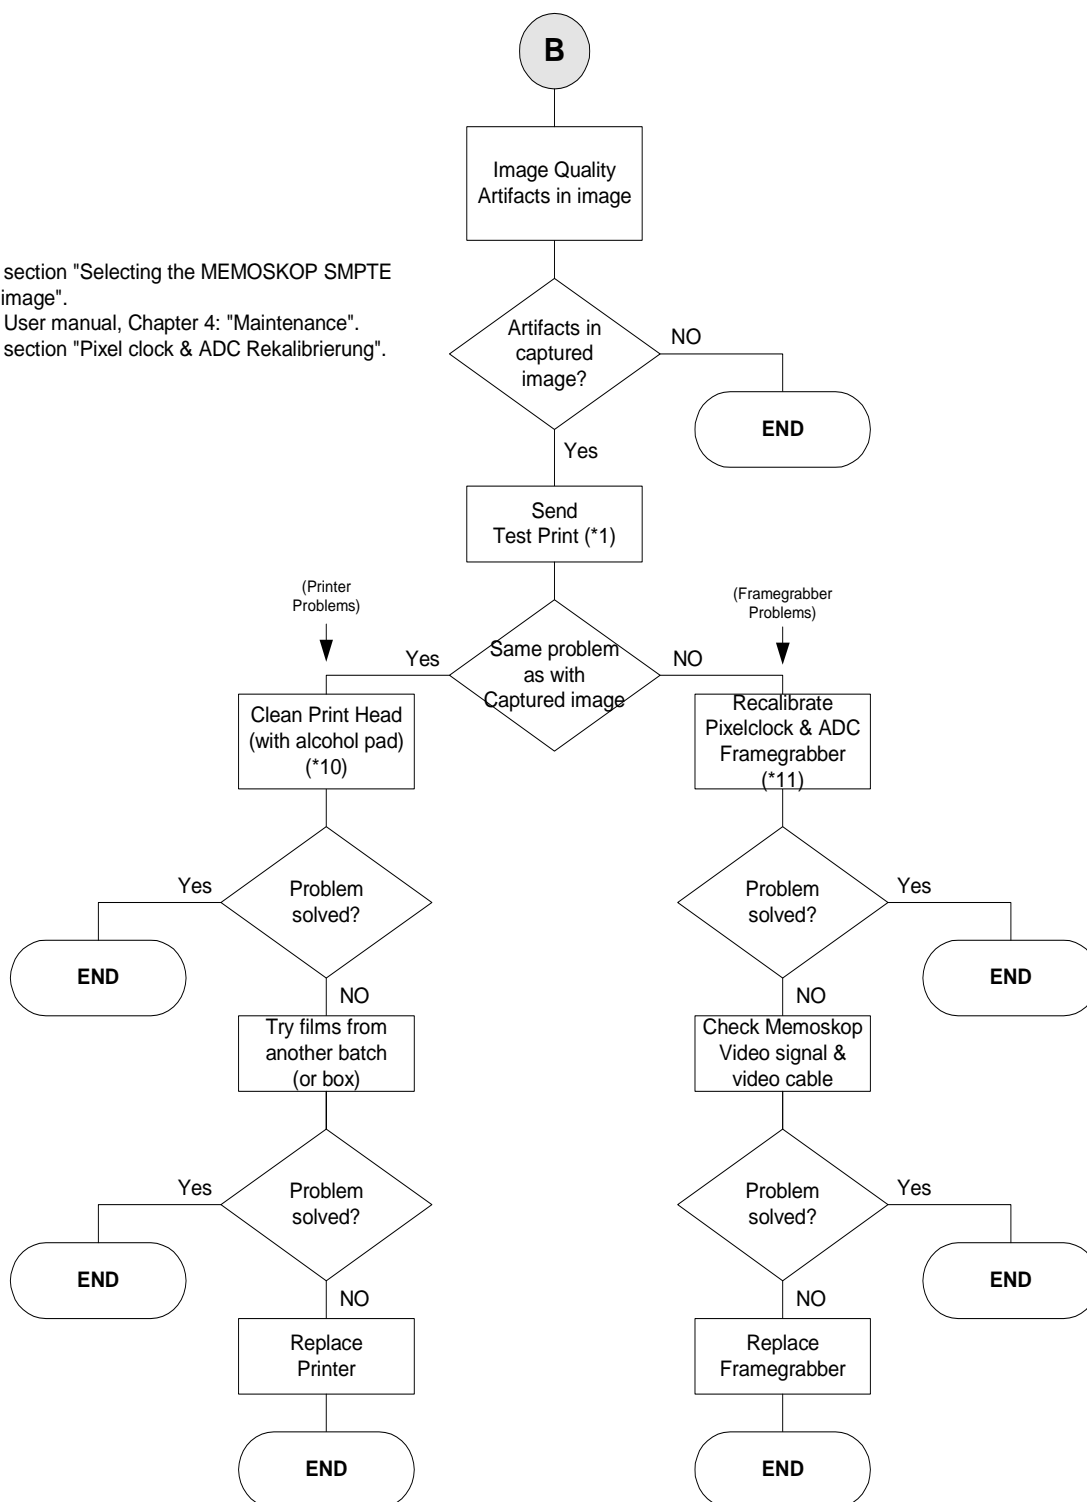 B
Image Quality
Artifacts in image
section "Selecting the MEMOSKOP SMPTE
image".
User manual, Chapter 4: "Maintenance".
section "Pixel clock & ADC Rekalibrierung".
Artifacts in
captured
image?
NO
END
Yes
Send
Test Print (*1)
(Printer
Problems)
(Framegrabber
Problems)
Yes
Same problem
as with
Captured image
NO
Clean Print Head
(with alcohol pad)
(*10)
Recalibrate
Pixelclock & ADC
Framegrabber
(*11)
Yes
Problem
solved?
Problem
solved?
Yes
END
END
NO
NO
Try films from
another batch
(or box)
Check Memoskop
Video signal &
video cable
Yes
Problem
solved?
Problem
solved?
Yes
END
END
NO
NO
Replace
Printer
Replace
Framegrabber
END
END